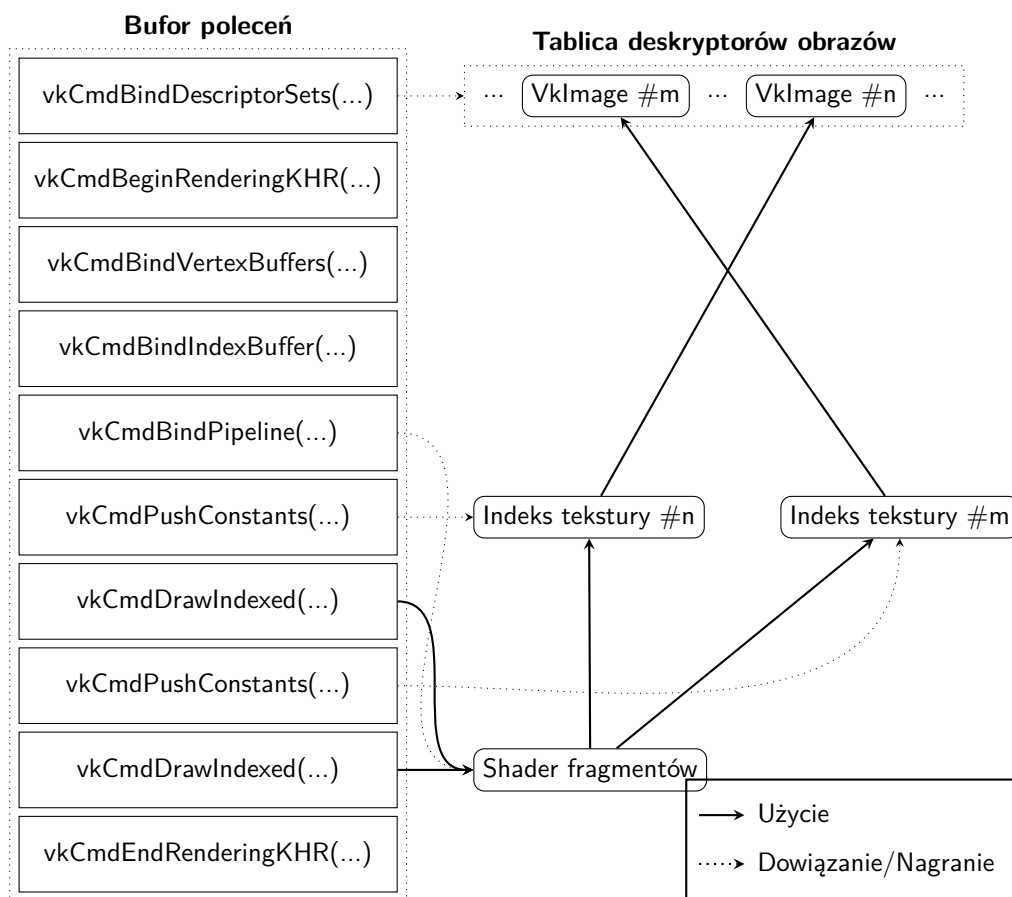 Bufor poleceń
vkCmdBindDescriptorSets(...)
vkCmdBeginRenderingKHR(...)
vkCmdBindVertexBuffers(...)
vkCmdBindIndexBuffer(...)
vkCmdBindPipeline(...)
vkCmdPushConstants(...)
vkCmdDrawIndexed(...)
vkCmdPushConstants(...)
vkCmdDrawIndexed(...)
vkCmdEndRenderingKHR(...)
Tablica deskryptorów obrazów
... VkImage #m ... VkImage #n ...
Indeks tekstury #n
Indeks tekstury #m
Shader fragmentów
Użycie
Dowiązanie/Nagranie